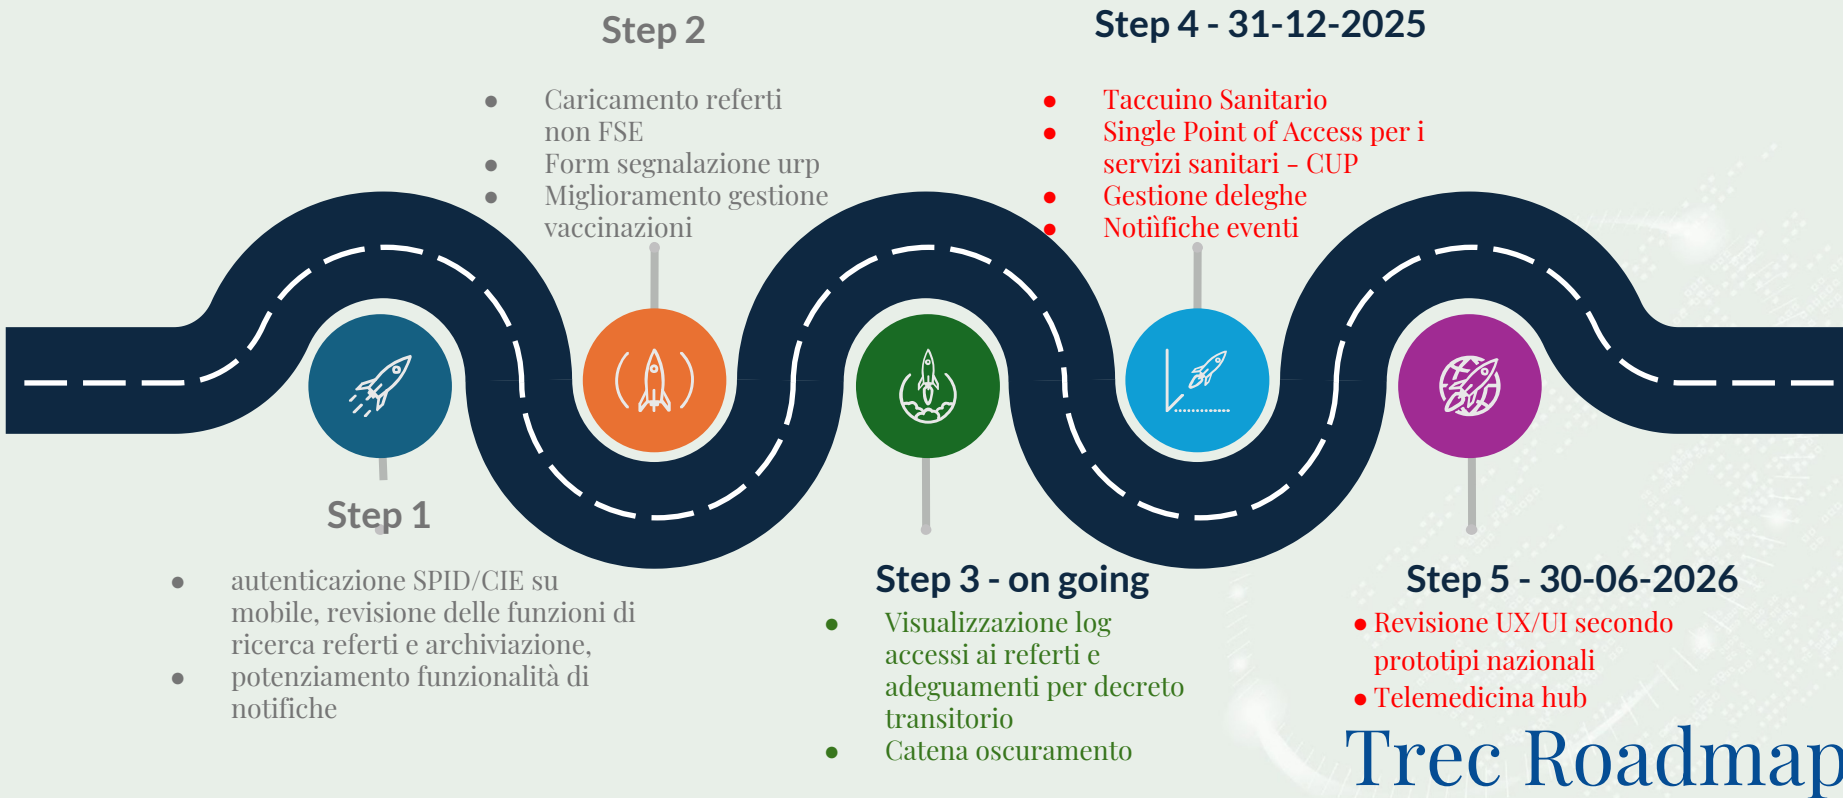 Step 1
● autenticazione SPID/CIE su
mobile, revisione delle funzioni di
ricerca referti e archiviazione,
● potenziamento funzionalità di
notifiche
Step 2
● Caricamento referti
non FSE
● Form segnalazione urp
● Miglioramento gestione
vaccinazioni
Step 3 - on going
● Visualizzazione log
accessi ai referti e
adeguamenti per decreto
transitorio
● Catena oscuramento
Step 4 - 31-12-2025
● Taccuino Sanitario
● Single Point of Access per i
servizi sanitari - CUP
● Gestione deleghe
● Notiìfiche eventi
Step 5 - 30-06-2026
● Revisione UX/UI secondo
prototipi nazionali
● Telemedicina hub
Trec Roadmap